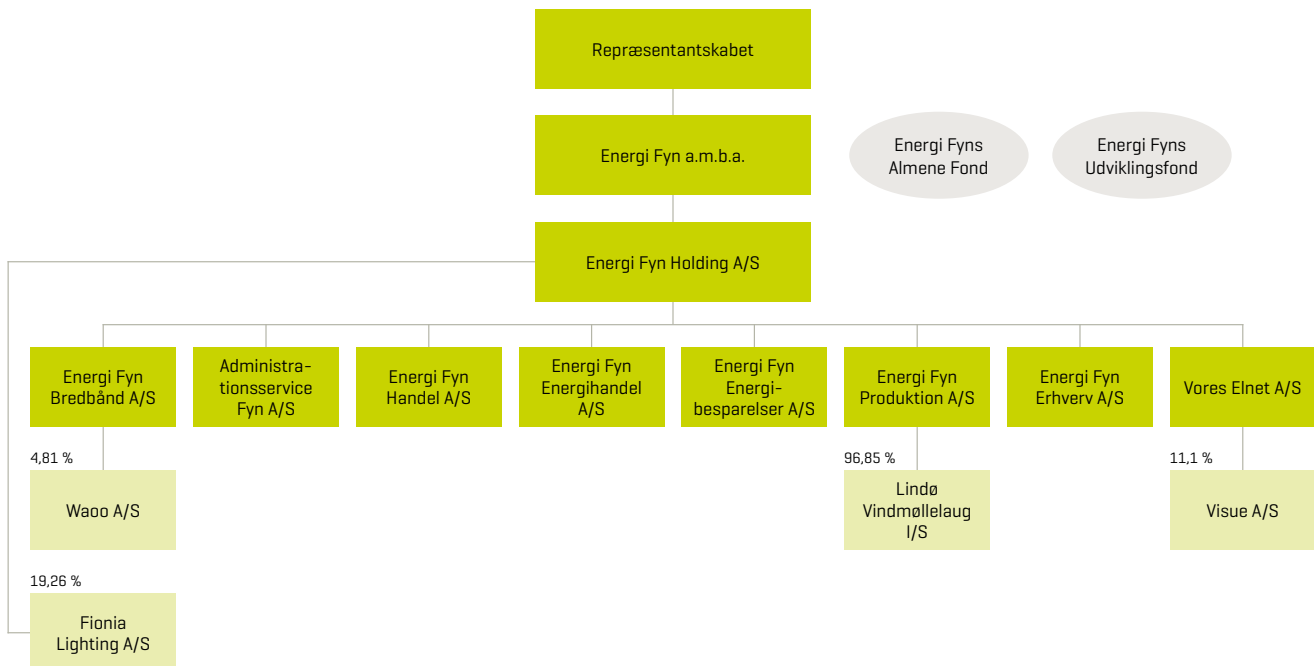 Repræsentantskabet
Energi Fyn a.m.b.a.
Energi Fyns
Almene Fond
Energi Fyns
Udviklingsfond
Energi Fyn Holding A/S
Energi Fyn
Bredbånd A/S
Administra-
tionsservice
Fyn A/S
Energi Fyn
Handel A/S
Energi Fyn
Energihandel
A/S
Energi Fyn
Energi-
besparelser A/S
Energi Fyn
Produktion A/S
Energi Fyn
Erhverv A/S
Vores Elnet A/S
4,81 %
Waoo A/S
96,85 %
Lindø
Vindmøllelaug
I/S
11,1 %
Visue A/S
19,26 %
Fionia
Lighting A/S